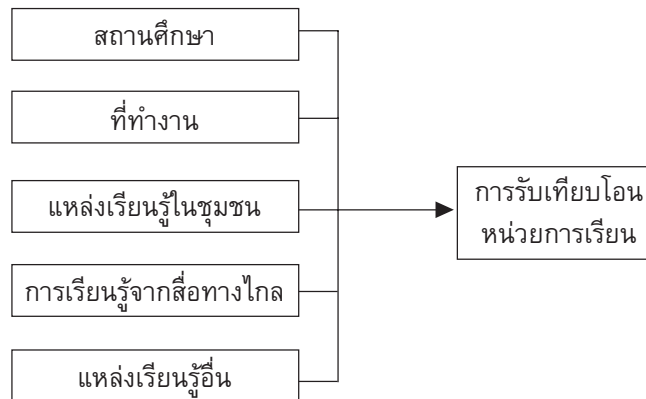 สถานศึกษา
ที่ทำงาน
แหล่งเรียนรู้ในชุมชน
การเรียนรู้จากสื่อทางไกล
แหล่งเรียนรู้อื่น
การรับเทียบโอน
หน่วยการเรียน